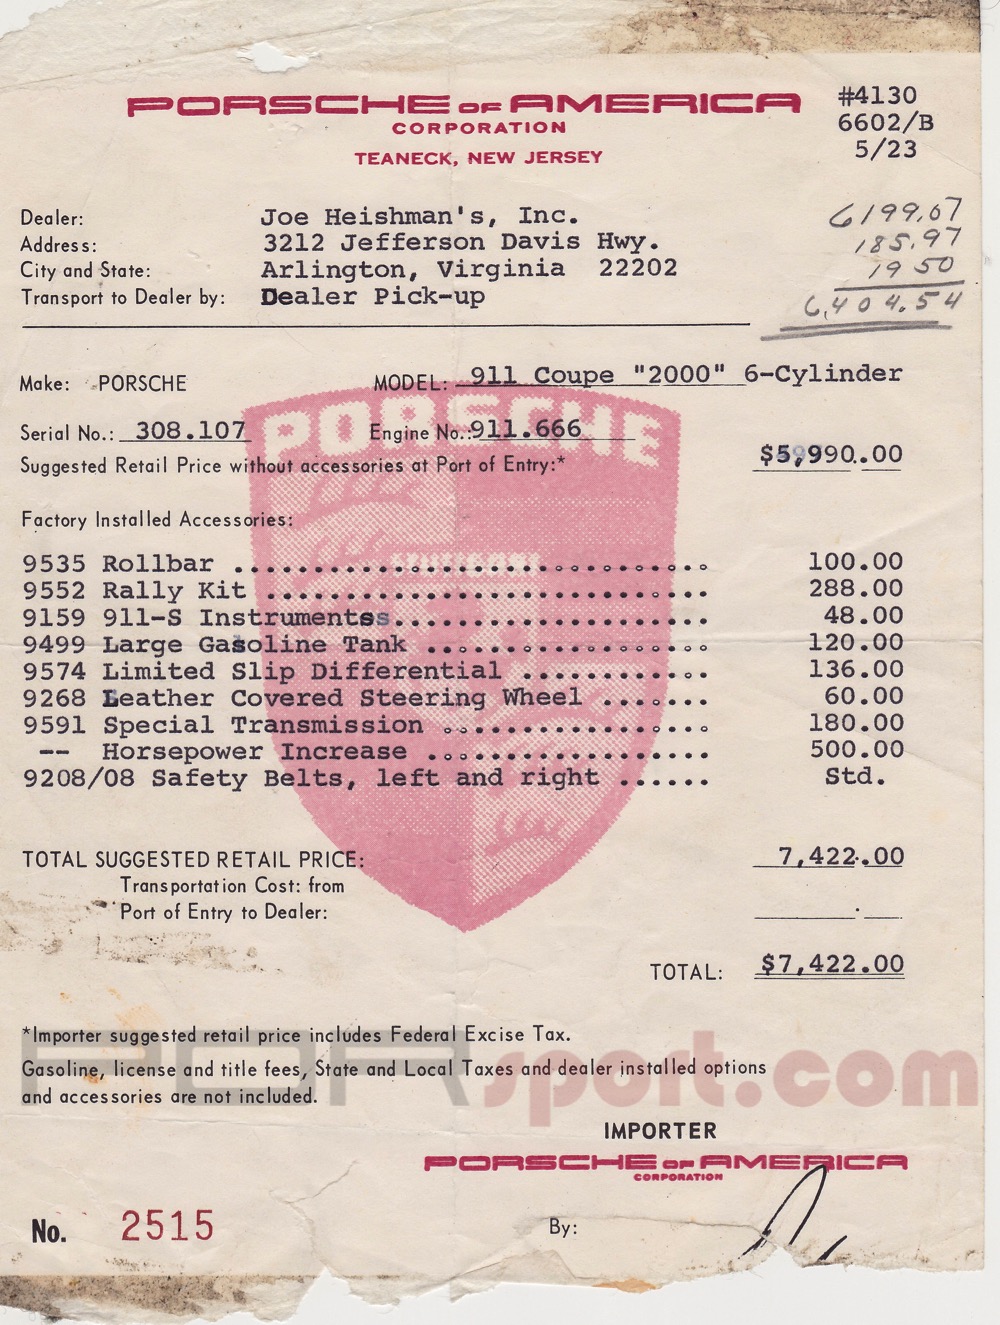 PORSCHE OF AMERICA
CORPORATION
TEANECK, NEW JERSEY
#4130
6602/B
5/23
Dealer: Joe Heishman's, Inc.
Address: 3212 Jefferson Davis Hwy.
City and State: Arlington, Virginia 22202
Transport to Dealer by: Dealer Pick-up
6199.07
185.97
19 50
6,404.54
Make: PORSCHE MODEL: 911 Coupe "2000" 6-Cylinder
PORSCHE
Serial No.: 308.107 Engine No.: 911.666
Suggested Retail Price without accessories at Port of Entry:* $5,990.00
Factory Installed Accessories:
9535 Rollbar .............................. 100.00
9552 Rally Kit ............................ 288.00
9159 911-S Instruments.................... 48.00
9499 Large Gasoline Tank .................. 120.00
9574 Limited Slip Differential ............ 136.00
9268 Leather Covered Steering Wheel ....... 60.00
9591 Special Transmission ................. 180.00
-- Horsepower Increase .................. 500.00
9208/08 Safety Belts, left and right ...... Std.
TOTAL SUGGESTED RETAIL PRICE: 7,422.00
Transportation Cost: from
Port of Entry to Dealer:
TOTAL: $7,422.00
*Importer suggested retail price includes Federal Excise Tax.
Gasoline, license and title fees, State and Local Taxes and dealer installed options
and accessories are not included.
PORsport.com
IMPORTER
PORSCHE OF AMERICA
CORPORATION
No. 2515
By: